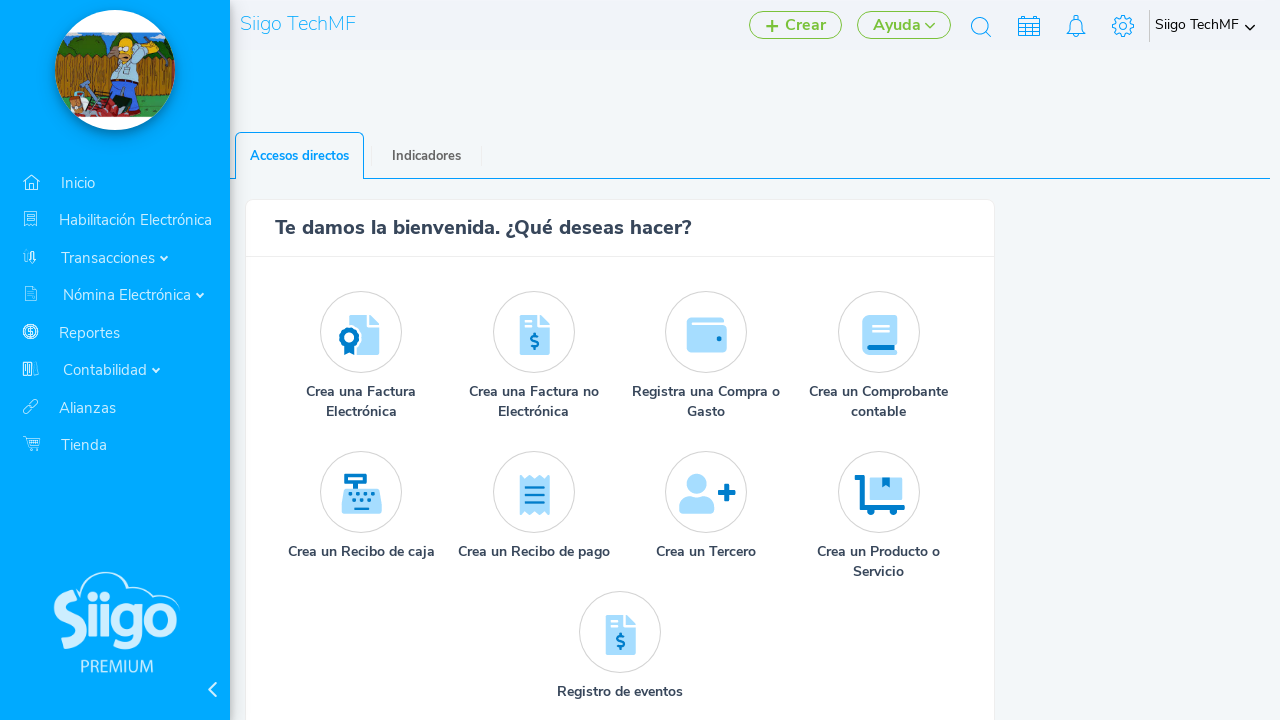 Siigo TechMF
Crear
Ayuda
Siigo TechMF
Inicio
Habilitación Electrónica
Transacciones
Nómina Electrónica
Reportes
Contabilidad
Alianzas
Tienda
Siigo
PREMIUM
Accesos directos
Indicadores
Te damos la bienvenida. ¿Qué deseas hacer?
Crea una Factura
Electrónica
Crea una Factura no
Electrónica
Registra una Compra o
Gasto
Crea un Comprobante
contable
Crea un Recibo de caja
Crea un Recibo de pago
Crea un Tercero
Crea un Producto o
Servicio
Registro de eventos